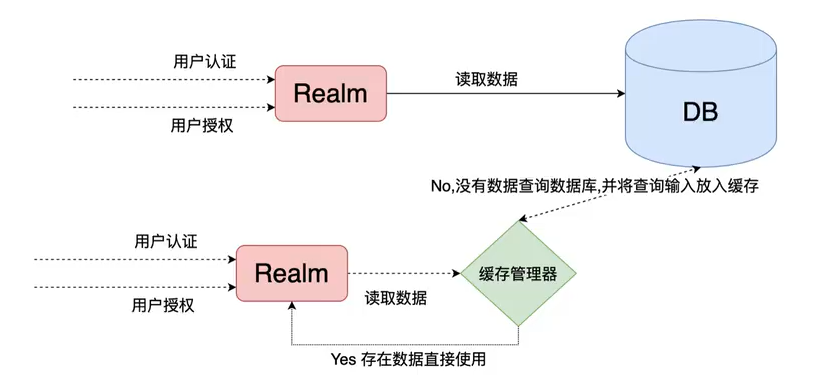 用户认证
Realm
读取数据
DB
用户授权
No,没有数据查询数据库,并将查询输入放入缓存
用户认证
Realm
缓存管理器
读取数据
用户授权
Yes 存在数据直接使用